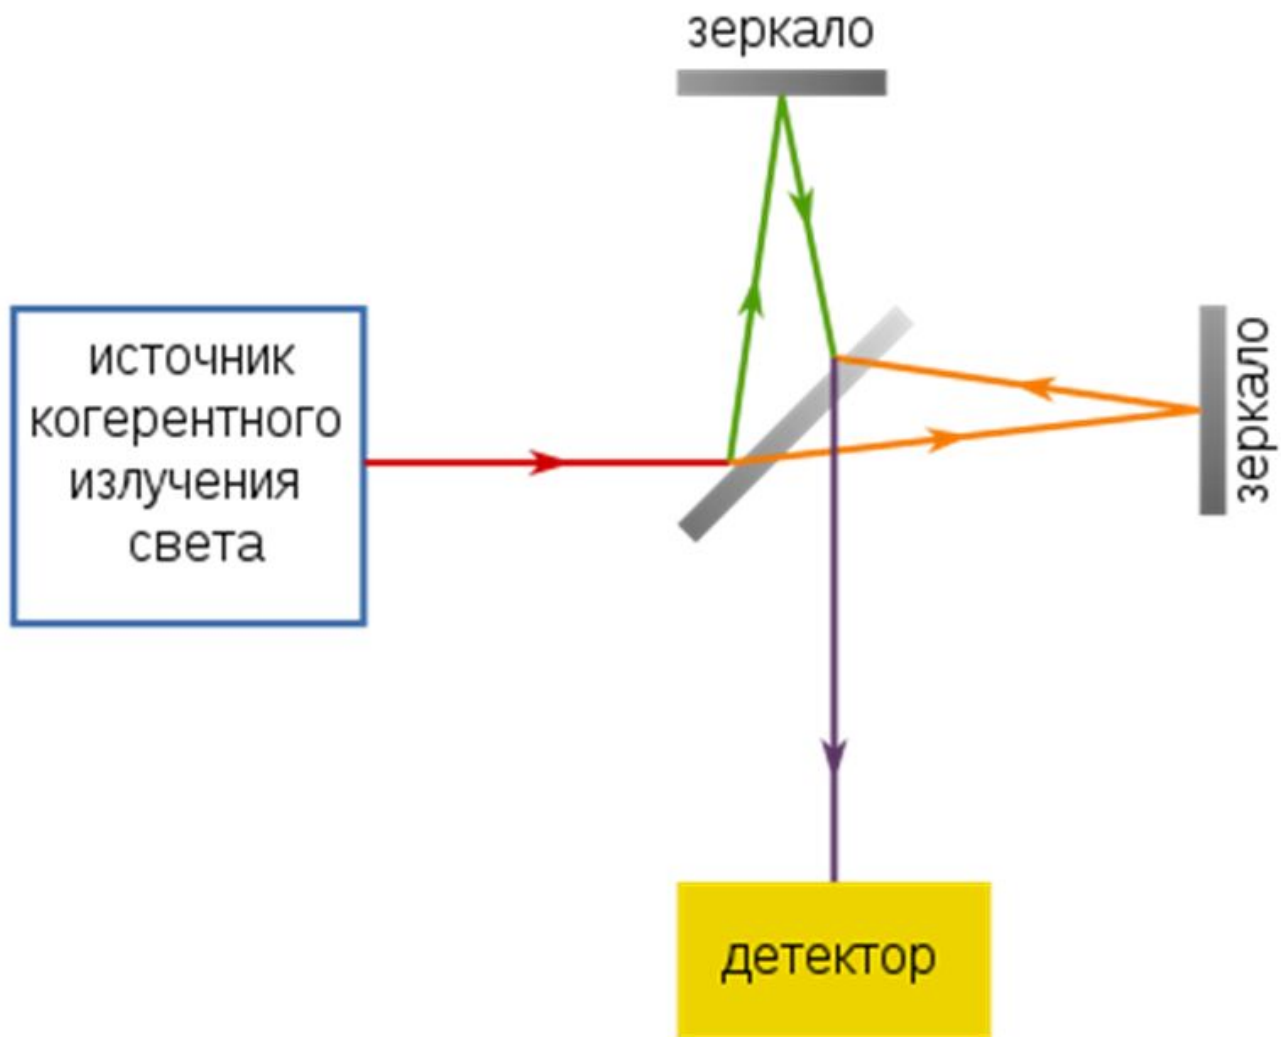 зеркало
источник
когерентного
излучения
света
зеркало
детектор